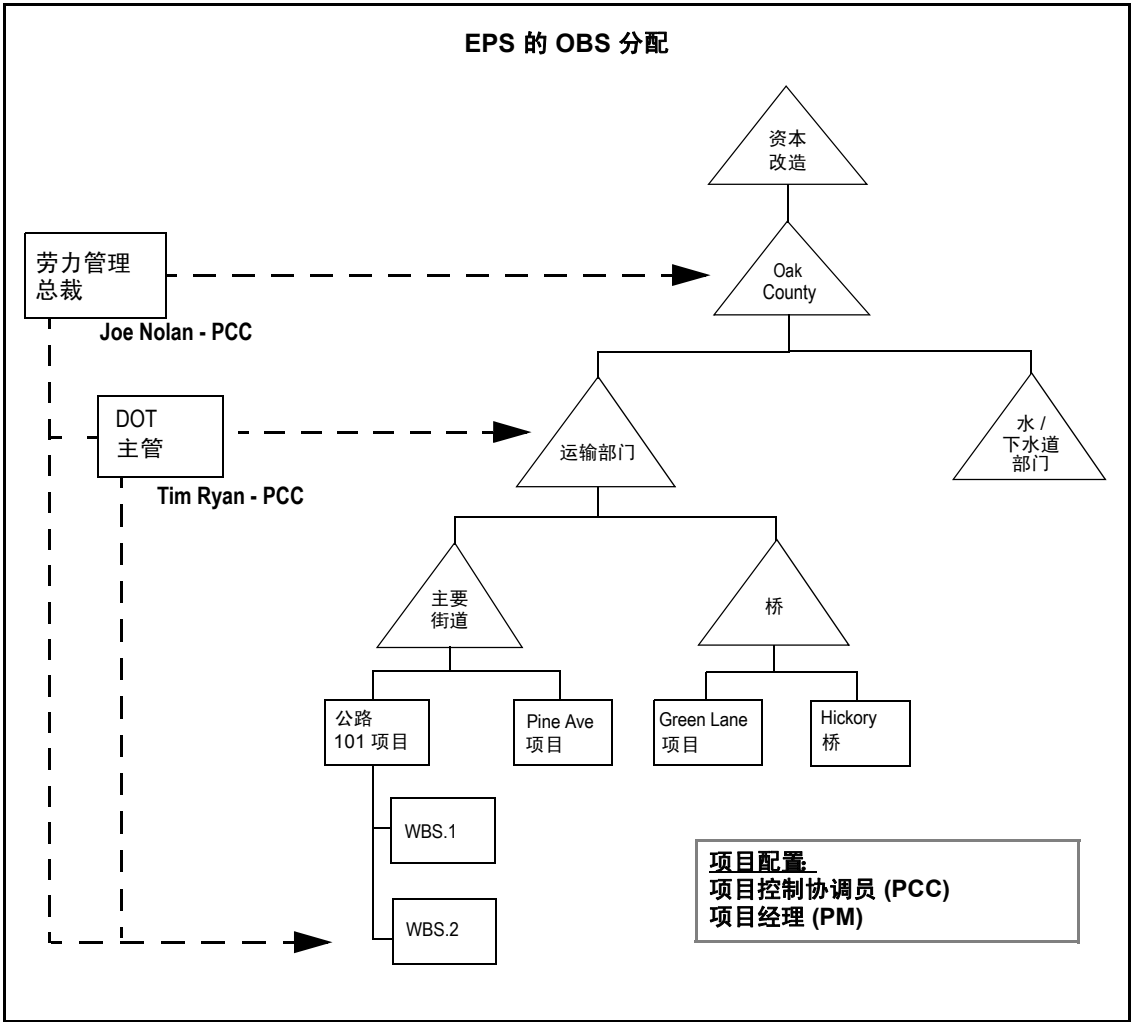 EPS 的 OBS 分配
资本
改造
Oak
County
劳力管理
总裁
Joe Nolan - PCC
DOT
主管
Tim Ryan - PCC
运输部门
水 /
下水道
部门
主要
街道
桥
公路
101 项目
Pine Ave
项目
Green Lane
项目
Hickory
桥
WBS.1
WBS.2
项目配置:
项目控制协调员 (PCC)
项目经理 (PM)